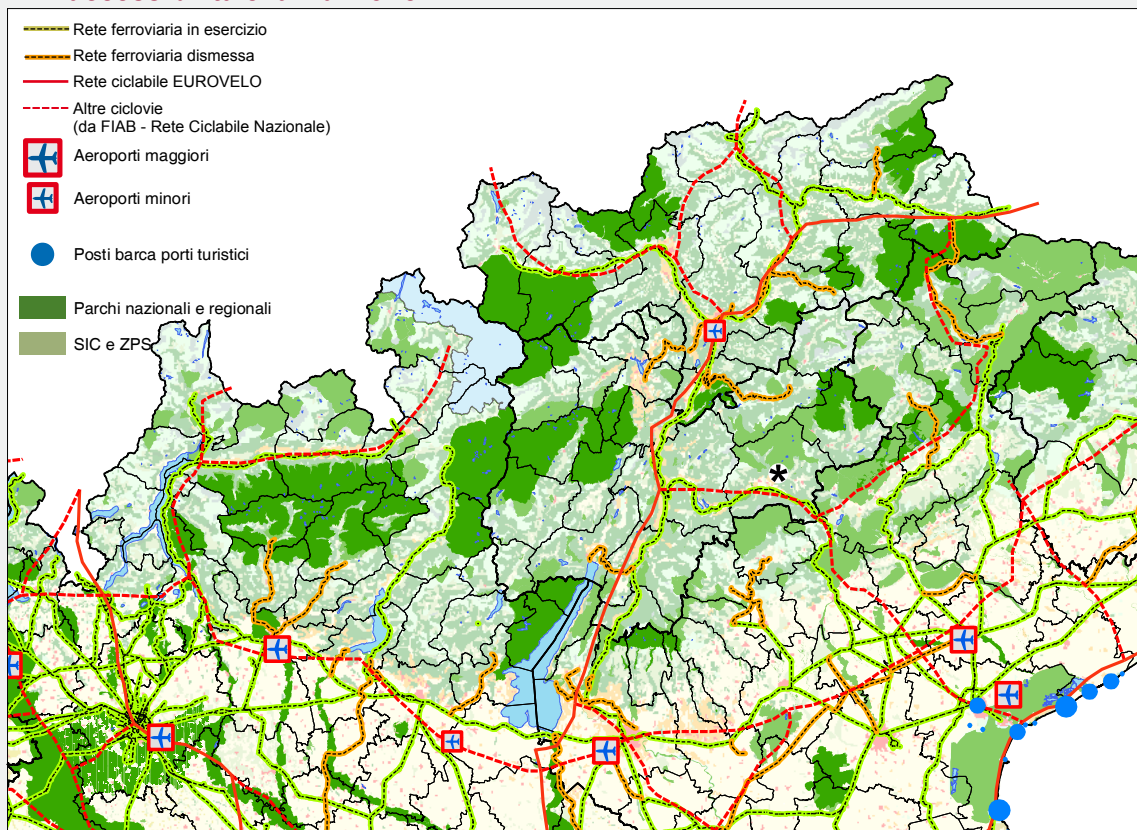 Rete ferroviaria in esercizio
Rete ferroviaria dismessa
Rete ciclabile EUROVELO
Altre ciclovie
(da FIAB - Rete Ciclabile Nazionale)
Aeroporti maggiori
Aeroporti minori
Posti barca porti turistici
Parchi nazionali e regionali
SIC e ZPS
*